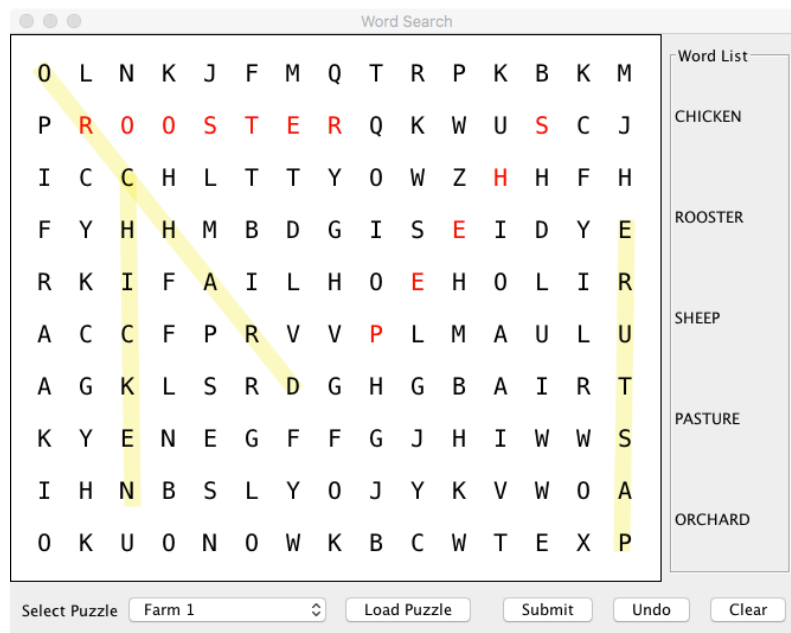 Word Search
O L N K J F M Q T R P K B K M
P R O O S T E R Q K W U S C J
I C C H L T T Y O W Z H H F H
F Y H H M B D G I S E I D Y E
R K I F A I L H O E H O L I R
A C C F P R V V P L M A U L U
A G K L S R D G H G B A I R T
K Y E N E G F F G J H I W W S
I H N B S L Y O J Y K V W O A
O K U O N O W K B C W T E X P
Word List
CHICKEN
ROOSTER
SHEEP
PASTURE
ORCHARD
Select Puzzle Farm 1 Load Puzzle Submit Undo Clear